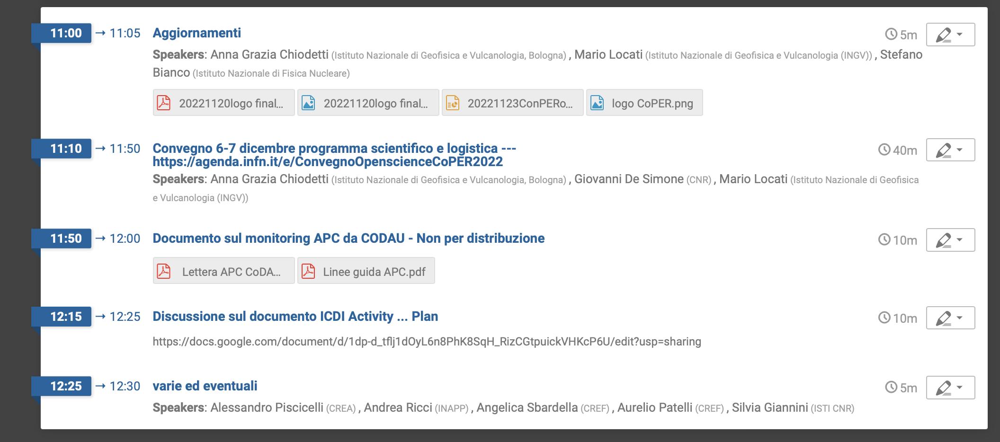 11:00 → 11:05 Aggiornamenti 5m
Speakers: Anna Grazia Chiodetti (Istituto Nazionale di Geofisica e Vulcanologia, Bologna) , Mario Locati (Istituto Nazionale di Geofisica e Vulcanologia (INGV)) , Stefano
Bianco (Istituto Nazionale di Fisica Nucleare)
20221120logo final... 20221120logo final... 20221123ConPERo... logo CoPER.png
11:10 → 11:50 Convegno 6-7 dicembre programma scientifico e logistica --- 40m
https://agenda.infn.it/e/ConvegnoOpenscienceCoPER2022
Speakers: Anna Grazia Chiodetti (Istituto Nazionale di Geofisica e Vulcanologia, Bologna) , Giovanni De Simone (CNR) , Mario Locati (Istituto Nazionale di Geofisica
e Vulcanologia (INGV))
11:50 → 12:00 Documento sul monitoring APC da CODAU - Non per distribuzione 10m
Lettera APC CoDA... Linee guida APC.pdf
12:15 → 12:25 Discussione sul documento ICDI Activity ... Plan 10m
https://docs.google.com/document/d/1dp-d_tflj1dOyL6n8PhK8SqH_RizCGtpuickVHKcP6U/edit?usp=sharing
12:25 → 12:30 varie ed eventuali 5m
Speakers: Alessandro Piscicelli (CREA) , Andrea Ricci (INAPP) , Angelica Sbardella (CREF) , Aurelio Patelli (CREF) , Silvia Giannini (ISTI CNR)